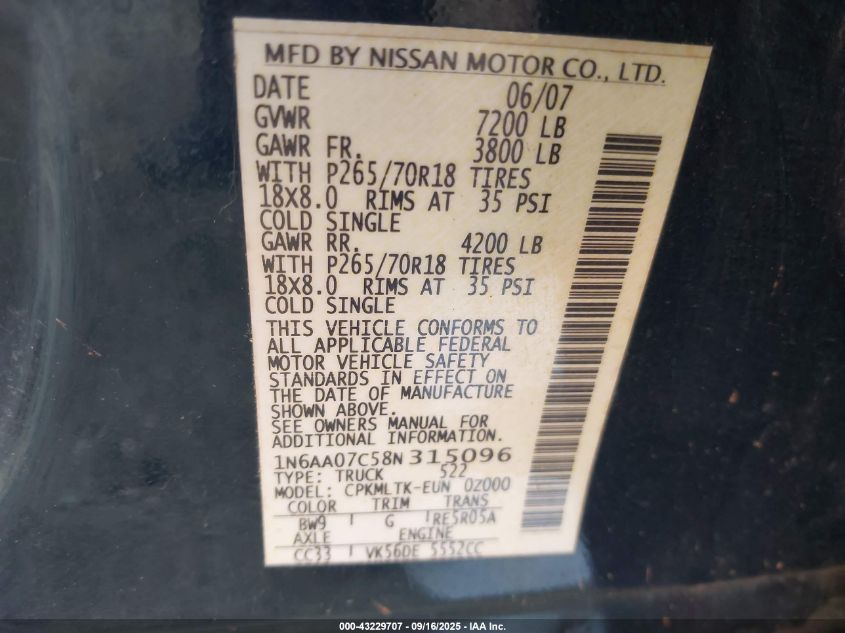 MFD BY NISSAN MOTOR CO., LTD.
DATE 06/07
GVWR 7200 LB
GAWR FR. 3800 LB
WITH P265/70R18 TIRES
18X8.0 RIMS AT 35 PSI
COLD SINGLE
GAWR RR. 4200 LB
WITH P265/70R18 TIRES
18X8.0 RIMS AT 35 PSI
COLD SINGLE
THIS VEHICLE CONFORMS TO
ALL APPLICABLE FEDERAL
MOTOR VEHICLE SAFETY
STANDARDS IN EFFECT ON
THE DATE OF MANUFACTURE
SHOWN ABOVE.
SEE OWNERS MANUAL FOR
ADDITIONAL INFORMATION.
1N6AA07C58N315096
TYPE: TRUCK 522
MODEL: CPKMLTK-EUN 0Z000
COLOR TRIM TRANS
BW9 G RE5R05A
AXLE ENGINE
CC33 VK56DE 5552CC
000-43229707 - 09/16/2025 - IAA Inc.